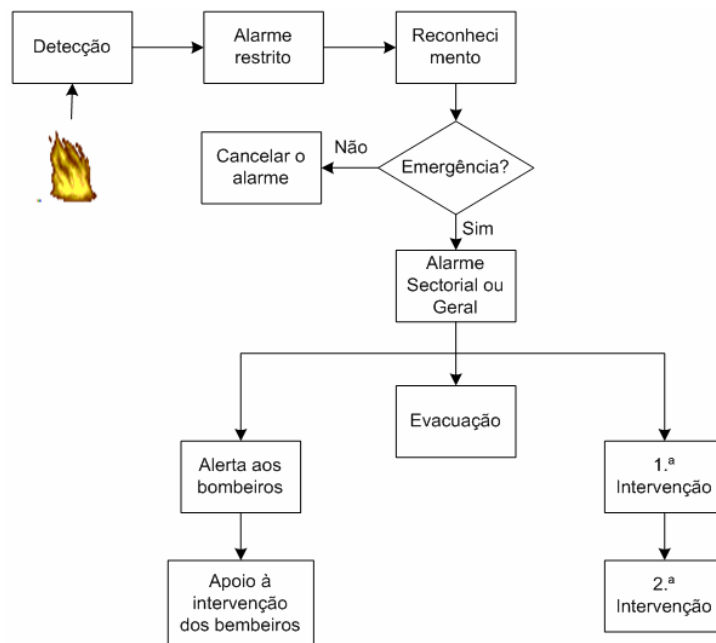 Detecção
Alarme
restrito
Reconheci
mento
Cancelar o
alarme
Não
Emergência?
Sim
Alarme
Sectorial ou
Geral
Evacuação
Alerta aos
bombeiros
1.ª
Intervenção
Apoio à
intervenção
dos bombeiros
2.ª
Intervenção